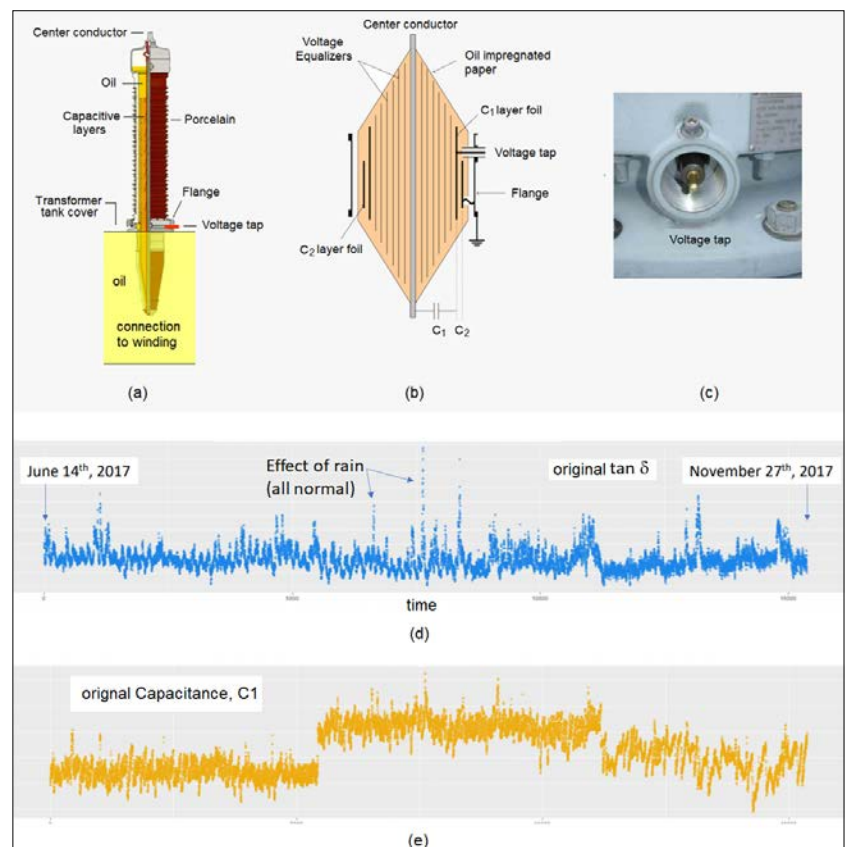 Center conductor
Oil
Capacitive
layers
Porcelain
Transformer
tank cover
Flange
Voltage tap
oil
connection
to winding
(a)
Center conductor
Voltage
Equalizers
Oil impregnated
paper
C1 layer foil
Voltage tap
Flange
C2 layer foil
C1
C2
(b)
Voltage tap
(c)
June 14th, 2017
Effect of rain
(all normal)
original tan δ
November 27th, 2017
time
(d)
orignal Capacitance, C1
(e)